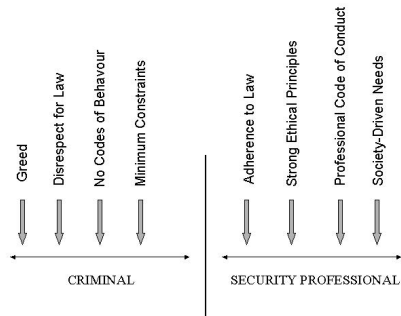 Greed
Disrespect for Law
No Codes of Behavour
Minimum Constraints
Adherence to Law
Strong Ethical Principles
Professional Code of Conduct
Society-Driven Needs
CRIMINAL
SECURITY PROFESSIONAL